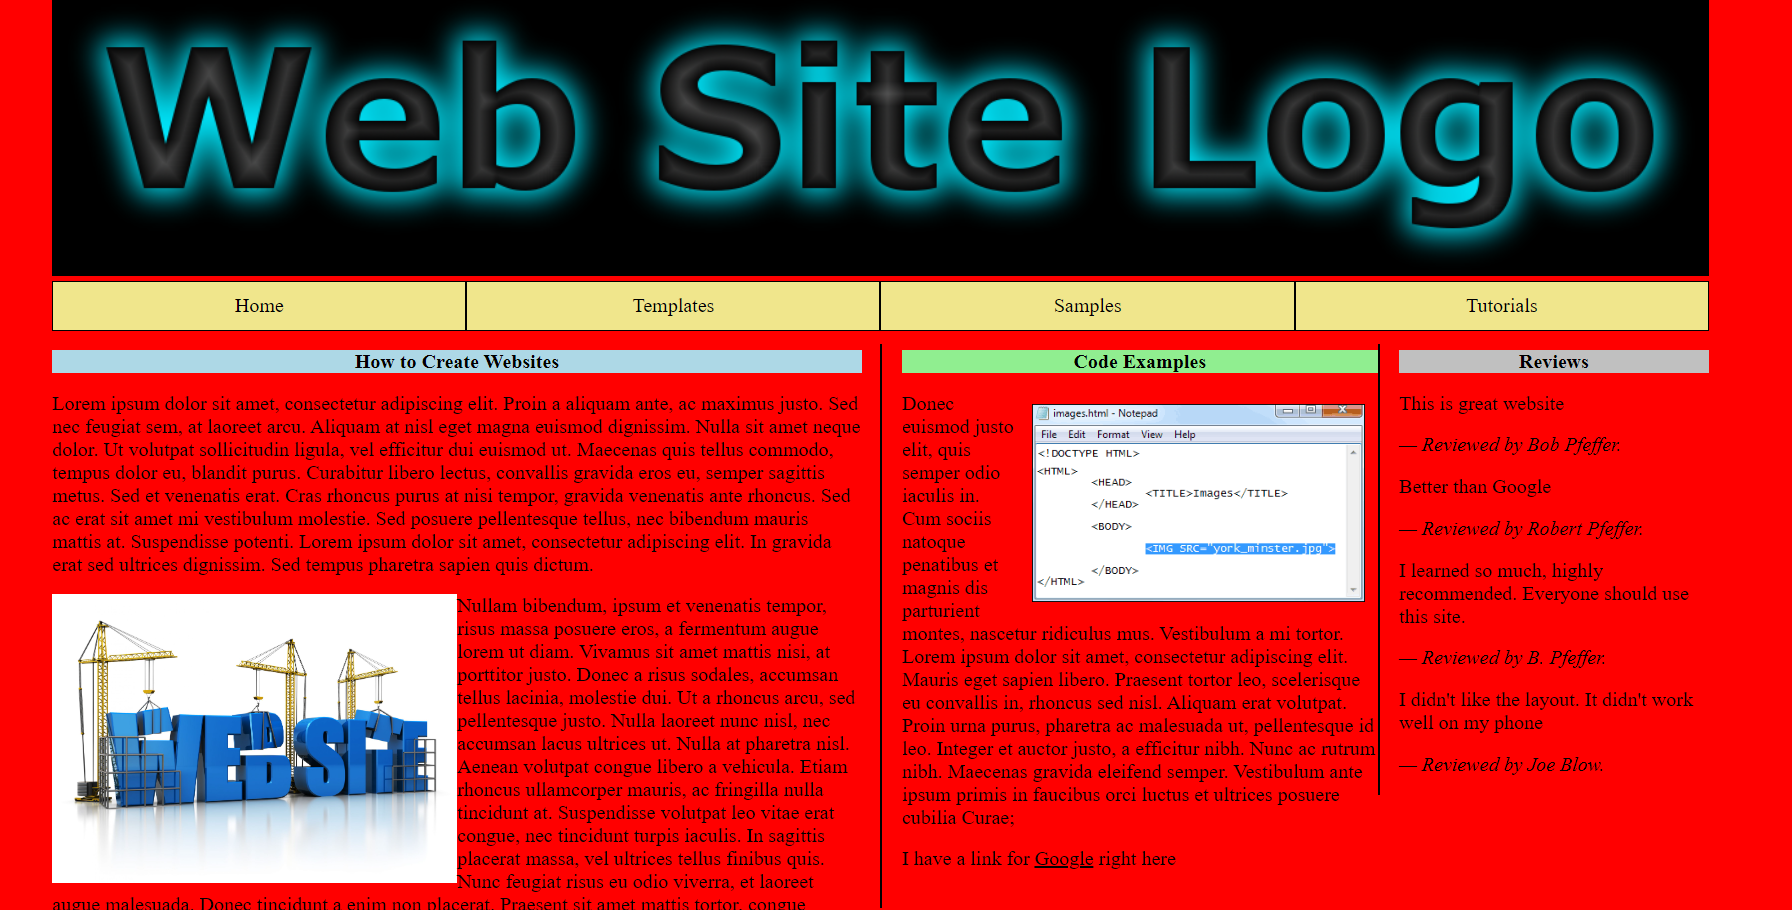 Web Site Logo
Home
Templates
Samples
Tutorials
How to Create Websites
Lorem ipsum dolor sit amet, consectetur adipiscing elit. Proin a aliquam ante, ac maximus justo. Sed
nec feugiat sem, at laoreet arcu. Aliquam at nisl eget magna euismod dignissim. Nulla sit amet neque
dolor. Ut volutpat sollicitudin ligula, vel efficitur dui euismod ut. Maecenas quis tellus commodo,
tempus dolor eu, blandit purus. Curabitur libero lectus, convallis gravida eros eu, semper sagittis
metus. Sed et venenatis erat. Cras rhoncus purus at nisi tempor, gravida venenatis ante rhoncus. Sed
ac erat sit amet mi vestibulum molestie. Sed posuere pellentesque tellus, nec bibendum mauris
mattis at. Suspendisse potenti. Lorem ipsum dolor sit amet, consectetur adipiscing elit. In gravida
erat sed ultrices dignissim. Sed tempus pharetra sapien quis dictum.
WEBSITE
Nullam bibendum, ipsum et venenatis tempor,
risus massa posuere eros, a fermentum augue
lorem ut diam. Vivamus sit amet mattis nisi, at
porttitor justo. Donec a risus sodales, accumsan
tellus lacinia, molestie dui. Ut a rhoncus arcu, sed
pellentesque justo. Nulla laoreet nunc nisl, nec
accumsan lacus ultrices ut. Nulla at pharetra nisl.
Aenean volutpat congue libero a vehicula. Etiam
rhoncus ullamcorper mauris, ac fringilla nulla
tincidunt at. Suspendisse volutpat leo vitae erat
congue, nec tincidunt turpis iaculis. In sagittis
placerat massa, vel ultrices tellus finibus quis.
Nunc feugiat risus eu odio viverra, et laoreet
augue malesuada. Donec tincidunt a enim non placerat. Praesent sit amet mattis tortor, congue
Code Examples
Donec
euismod justo
elit, quis
semper odio
iaculis in.
Cum sociis
natoque
penatibus et
magnis dis
parturient
montes, nascetur ridiculus mus. Vestibulum a mi tortor.
Lorem ipsum dolor sit amet, consectetur adipiscing elit.
Mauris eget sapien libero. Praesent tortor leo, scelerisque
eu convallis in, rhoncus sed nisl. Aliquam erat volutpat.
Proin urna purus, pharetra ac malesuada ut, pellentesque id
leo. Integer et auctor justo, a efficitur nibh. Nunc ac rutrum
nibh. Maecenas gravida eleifend semper. Vestibulum ante
ipsum primis in faucibus orci luctus et ultrices posuere
cubilia Curae;
I have a link for Google right here
images.html - Notepad
File Edit Format View Help
<!DOCTYPE HTML>
<HTML>
<HEAD>
<TITLE>Images</TITLE>
</HEAD>
<BODY>
<IMG SRC="york_minster.jpg">
</BODY>
</HTML>
Reviews
This is great website
— Reviewed by Bob Pfeffer.
Better than Google
— Reviewed by Robert Pfeffer.
I learned so much, highly
recommended. Everyone should use
this site.
— Reviewed by B. Pfeffer.
I didn't like the layout. It didn't work
well on my phone
— Reviewed by Joe Blow.